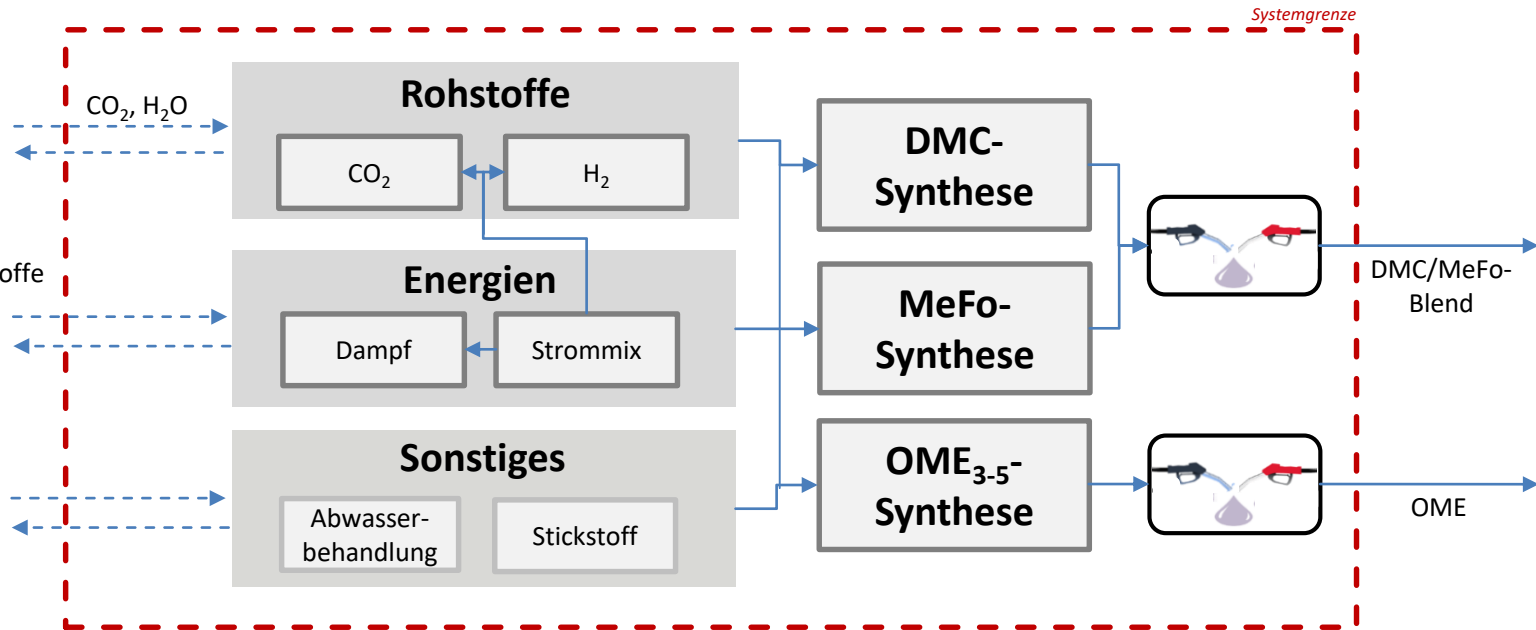 Systemgrenze
CO₂, H₂O
Rohstoffe
CO₂
H₂
Energien
Dampf
Strommix
Sonstiges
Abwasser-
behandlung
Stickstoff
offe
DMC-
Synthese
MeFo-
Synthese
OME₃₋₅-
Synthese
DMC/MeFo-
Blend
OME